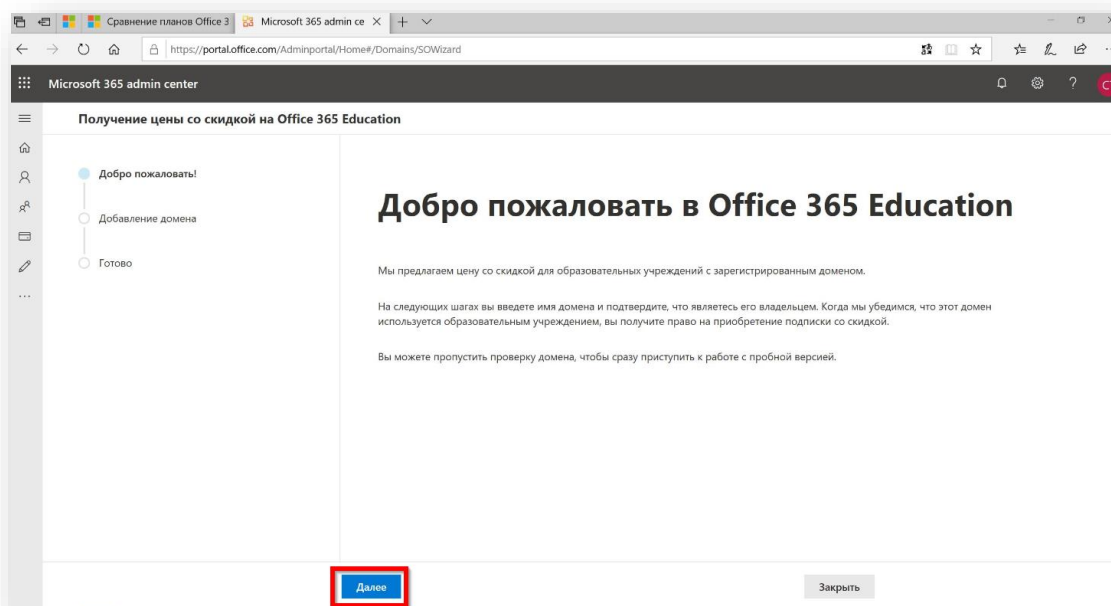 Сравнение планов Office 3
Microsoft 365 admin ce
https://portal.office.com/Adminportal/Home#/Domains/SOWizard
Microsoft 365 admin center
?
Получение цены со скидкой на Office 365 Education
Добро пожаловать!
Добавление домена
Готово
Добро пожаловать в Office 365 Education
Мы предлагаем цену со скидкой для образовательных учреждений с зарегистрированным доменом.
На следующих шагах вы введете имя домена и подтвердите, что являетесь его владельцем. Когда мы убедимся, что этот домен
используется образовательным учреждением, вы получите право на приобретение подписки со скидкой.
Вы можете пропустить проверку домена, чтобы сразу приступить к работе с пробной версией.
Далее
Закрыть